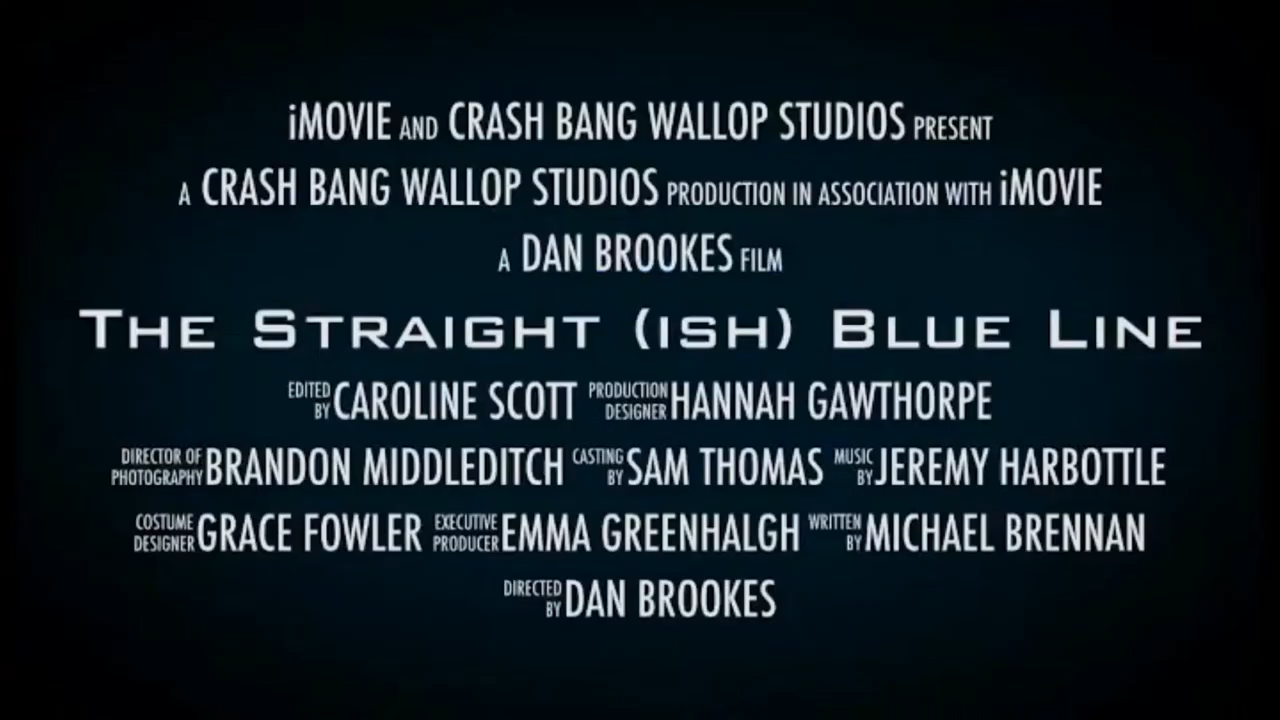 iMOVIE AND CRASH BANG WALLOP STUDIOS PRESENT
A CRASH BANG WALLOP STUDIOS PRODUCTION IN ASSOCIATION WITH iMOVIE
A DAN BROOKES FILM
THE STRAIGHT (ISH) BLUE LINE
EDITED BY CAROLINE SCOTT PRODUCTION DESIGNER HANNAH GAWTHORPE
DIRECTOR OF PHOTOGRAPHY BRANDON MIDDLEDITCH CASTING BY SAM THOMAS MUSIC BY JEREMY HARBOTTLE
COSTUME DESIGNER GRACE FOWLER EXECUTIVE PRODUCER EMMA GREENHALGH WRITTEN BY MICHAEL BRENNAN
DIRECTED BY DAN BROOKES